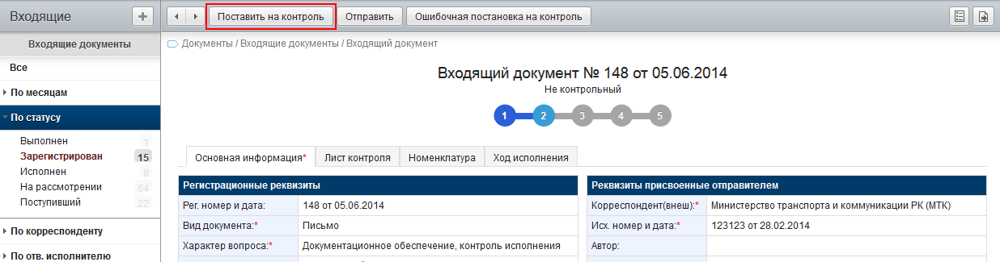 Входящие
+
Входящие документы
Все
По месяцам
По статусу
Выполнен 1
Зарегистрирован 15
Исполнен 8
На рассмотрении 64
Поступивший 22
По корреспонденту
По отв. исполнителю
Поставить на контроль Отправить Ошибочная постановка на контроль
Документы / Входящие документы / Входящий документ
Входящий документ № 148 от 05.06.2014
Не контрольный
1 2 3 4 5
Основная информация* Лист контроля Номенклатура Ход исполнения
Регистрационные реквизиты
Рег. номер и дата: 148 от 05.06.2014
Вид документа:* Письмо
Характер вопроса:* Документационное обеспечение, контроль исполнения
Реквизиты присвоенные отправителем
Корреспондент(внеш):* Министерство транспорта и коммуникации РК (МТК)
Исх. номер и дата:* 123123 от 28.02.2014
Автор: